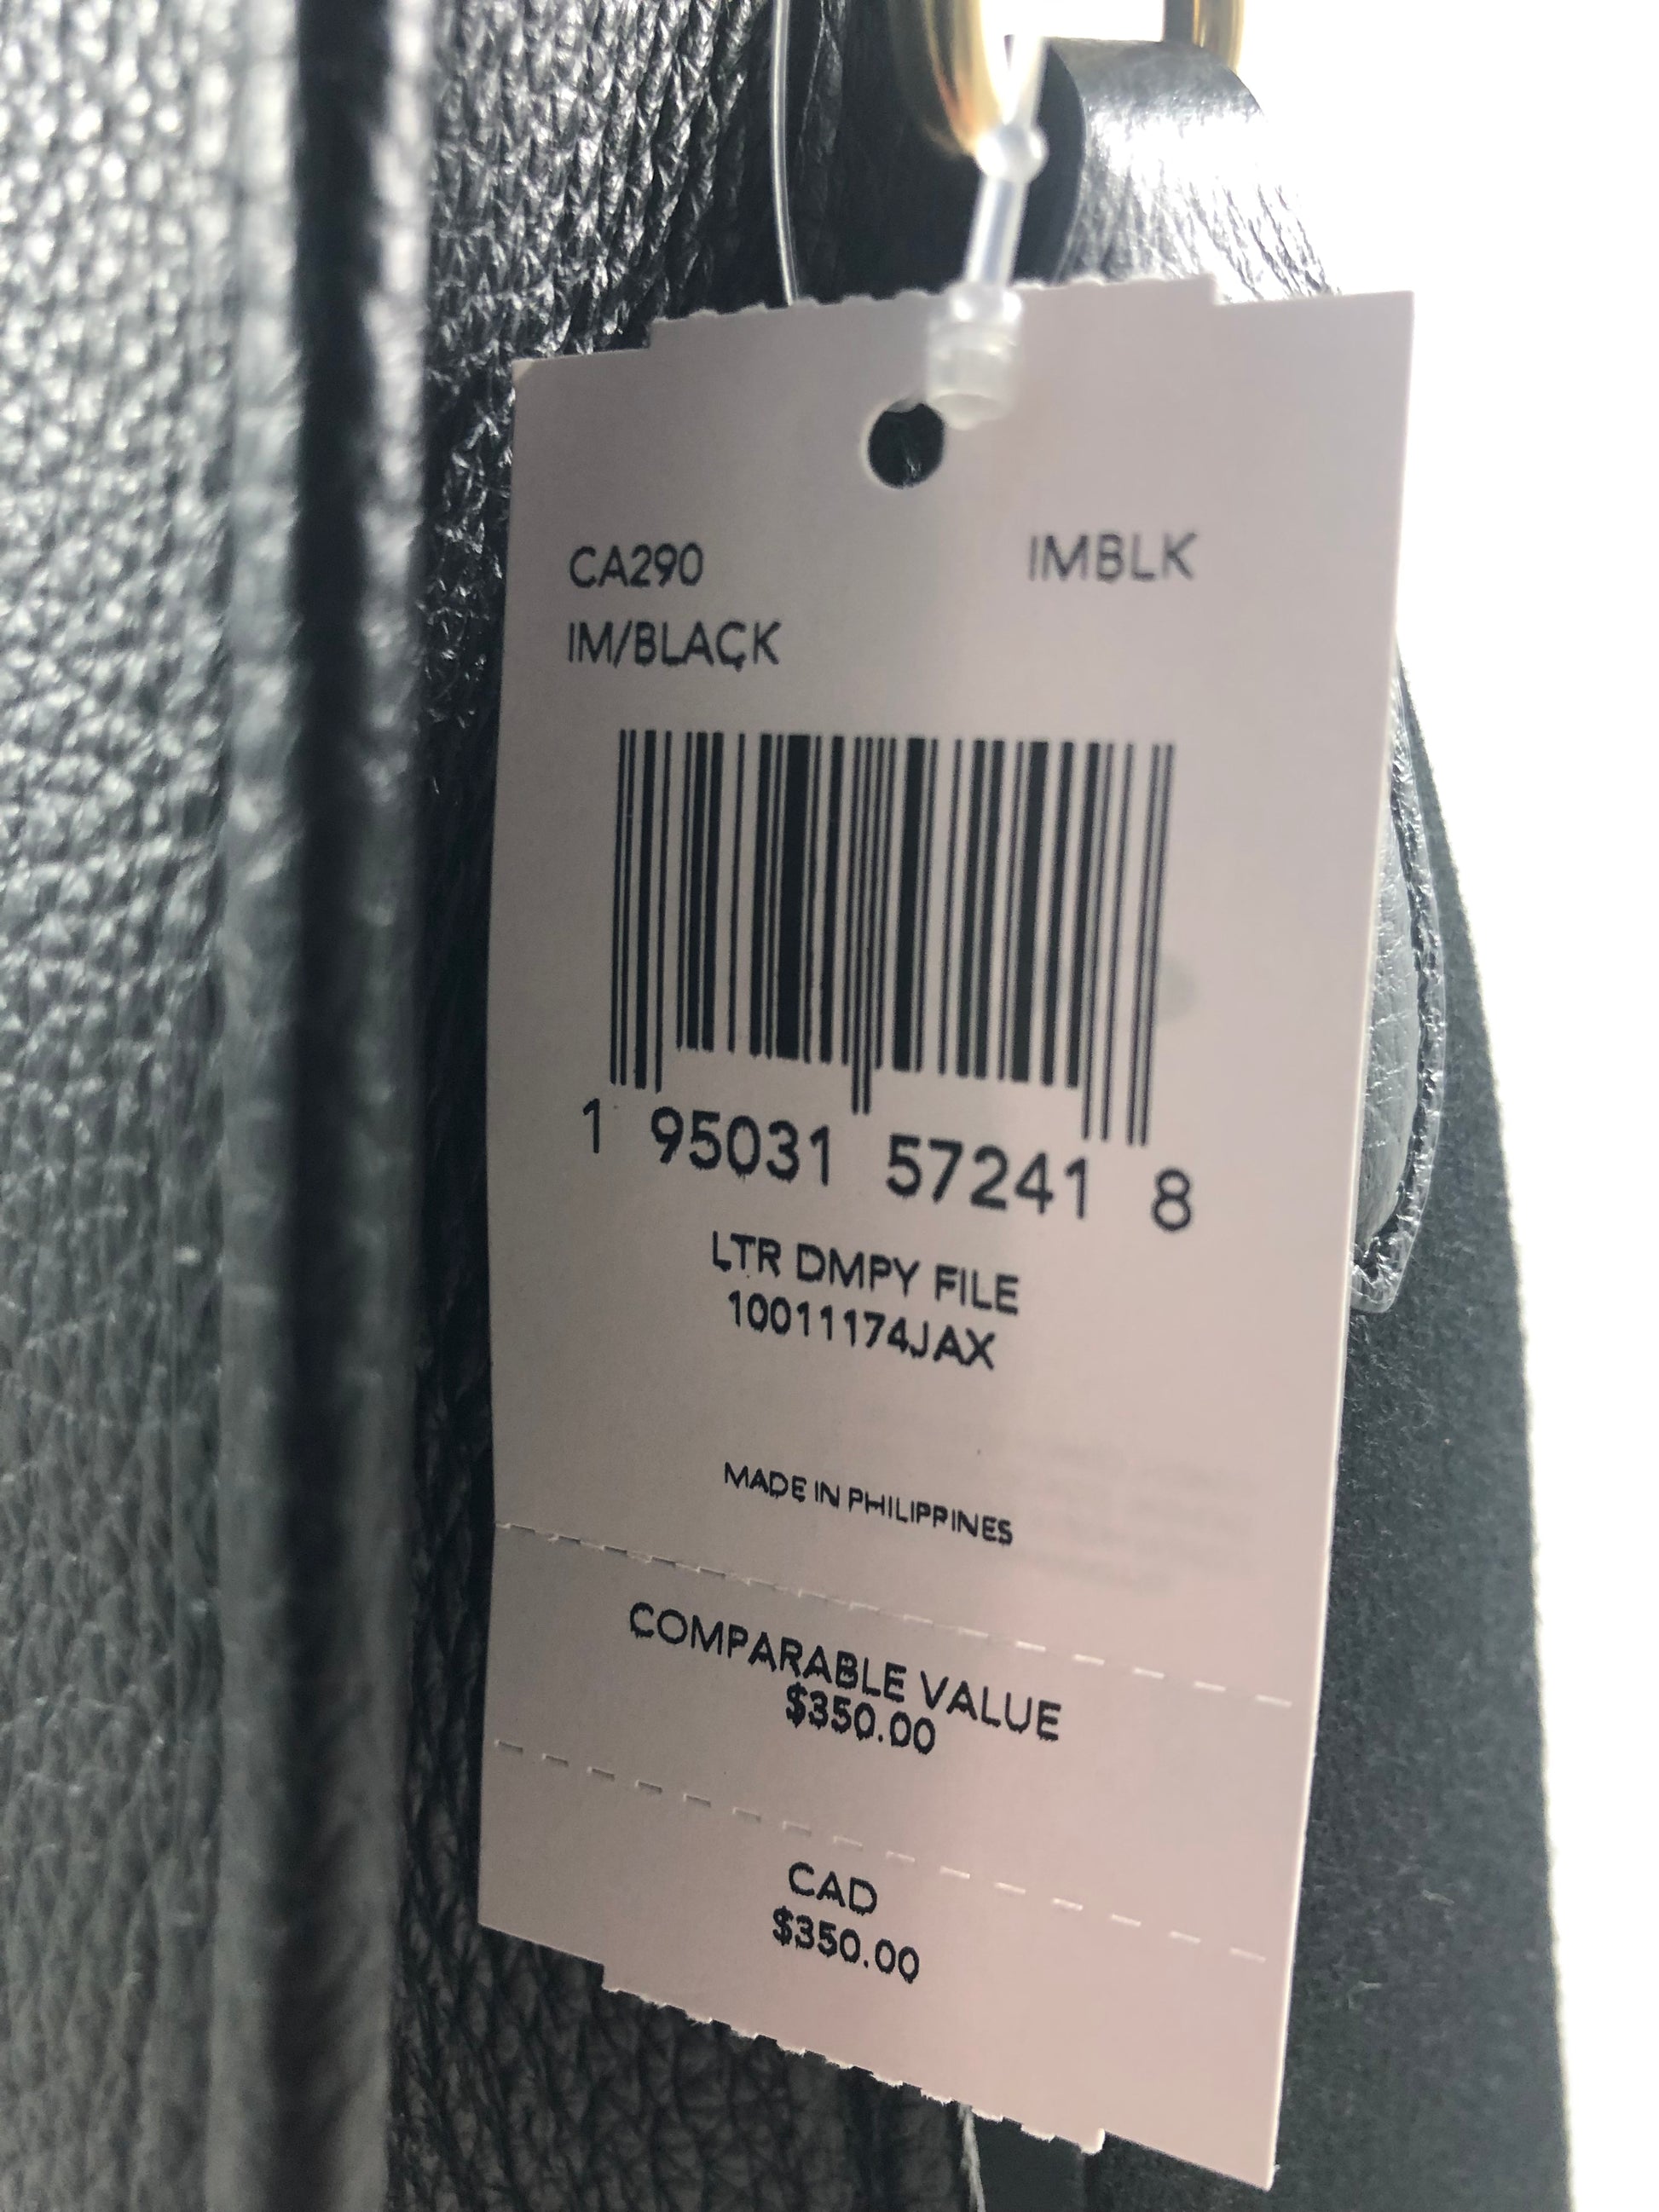 CA290 IMBLK
IM/BLACK
1 95031 57241 8
LTR DMPY FILE
10011174JAX
MADE IN PHILIPPINES
COMPARABLE VALUE
$350.00
CAD
$350.00